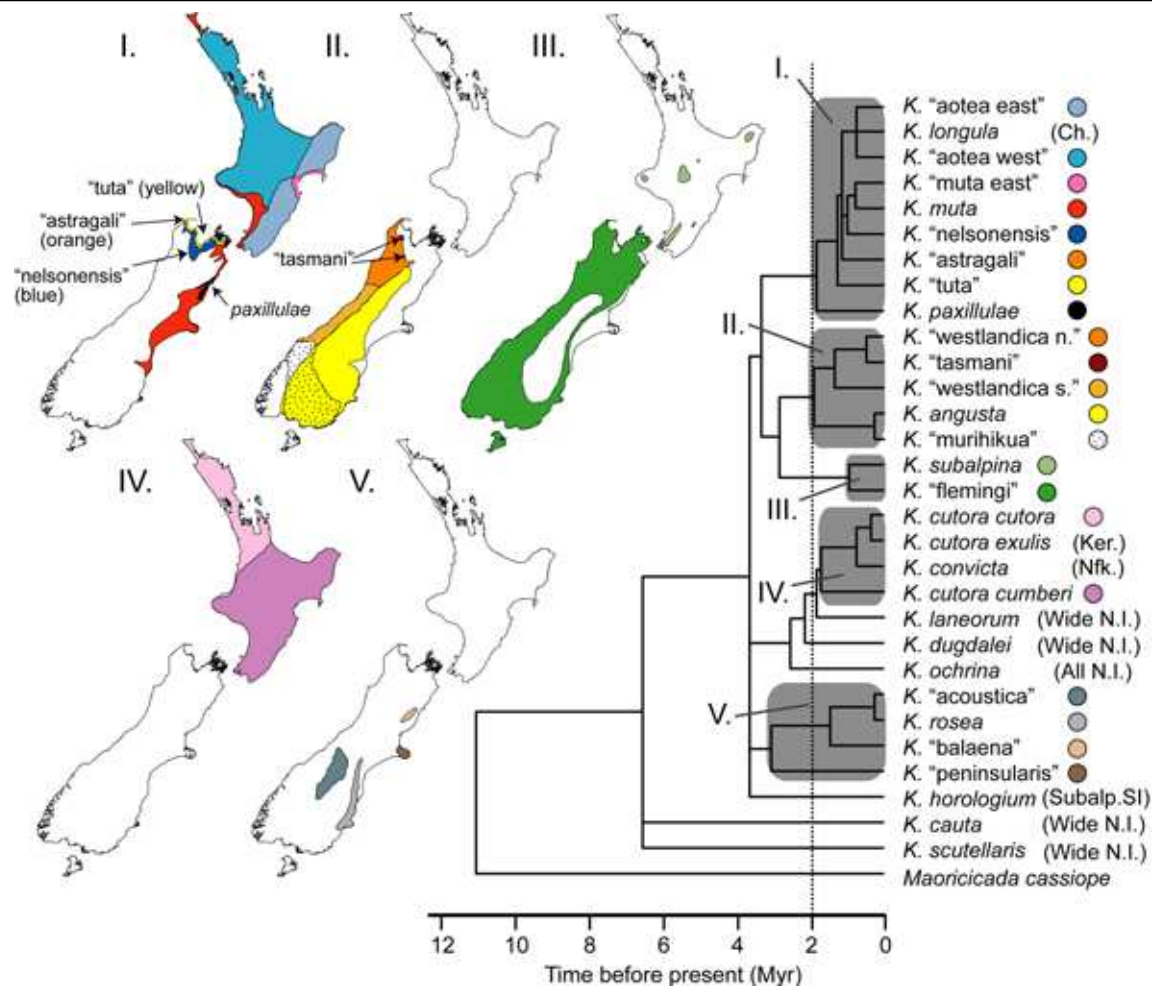 I.
II.
III.
"tuta" (yellow)
"astragali"
(orange)
"nelsonensis"
(blue)
paxillulae
"tasmani"
IV.
V.
I.
II.
III.
IV.
V.
K. "aotea east"
K. longula (Ch.)
K. "aotea west"
K. "muta east"
K. muta
K. "nelsonensis"
K. "astragali"
K. "tuta"
K. paxillulae
K. "westlandica n."
K. "tasmani"
K. "westlandica s."
K. angusta
K. "murihikua"
K. subalpina
K. "flemingi"
K. cutora cutora
K. cutora exulis (Ker.)
K. convicta (Nfk.)
K. cutora cumberi
K. laneorum (Wide N.I.)
K. dugdalei (Wide N.I.)
K. ochrina (All N.I.)
K. "acoustica"
K. rosea
K. "balaena"
K. "peninsularis"
K. horologium (Subalp.SI)
K. cauta (Wide N.I.)
K. scutellaris (Wide N.I.)
Maoricicada cassiope
12 10 8 6 4 2 0
Time before present (Myr)